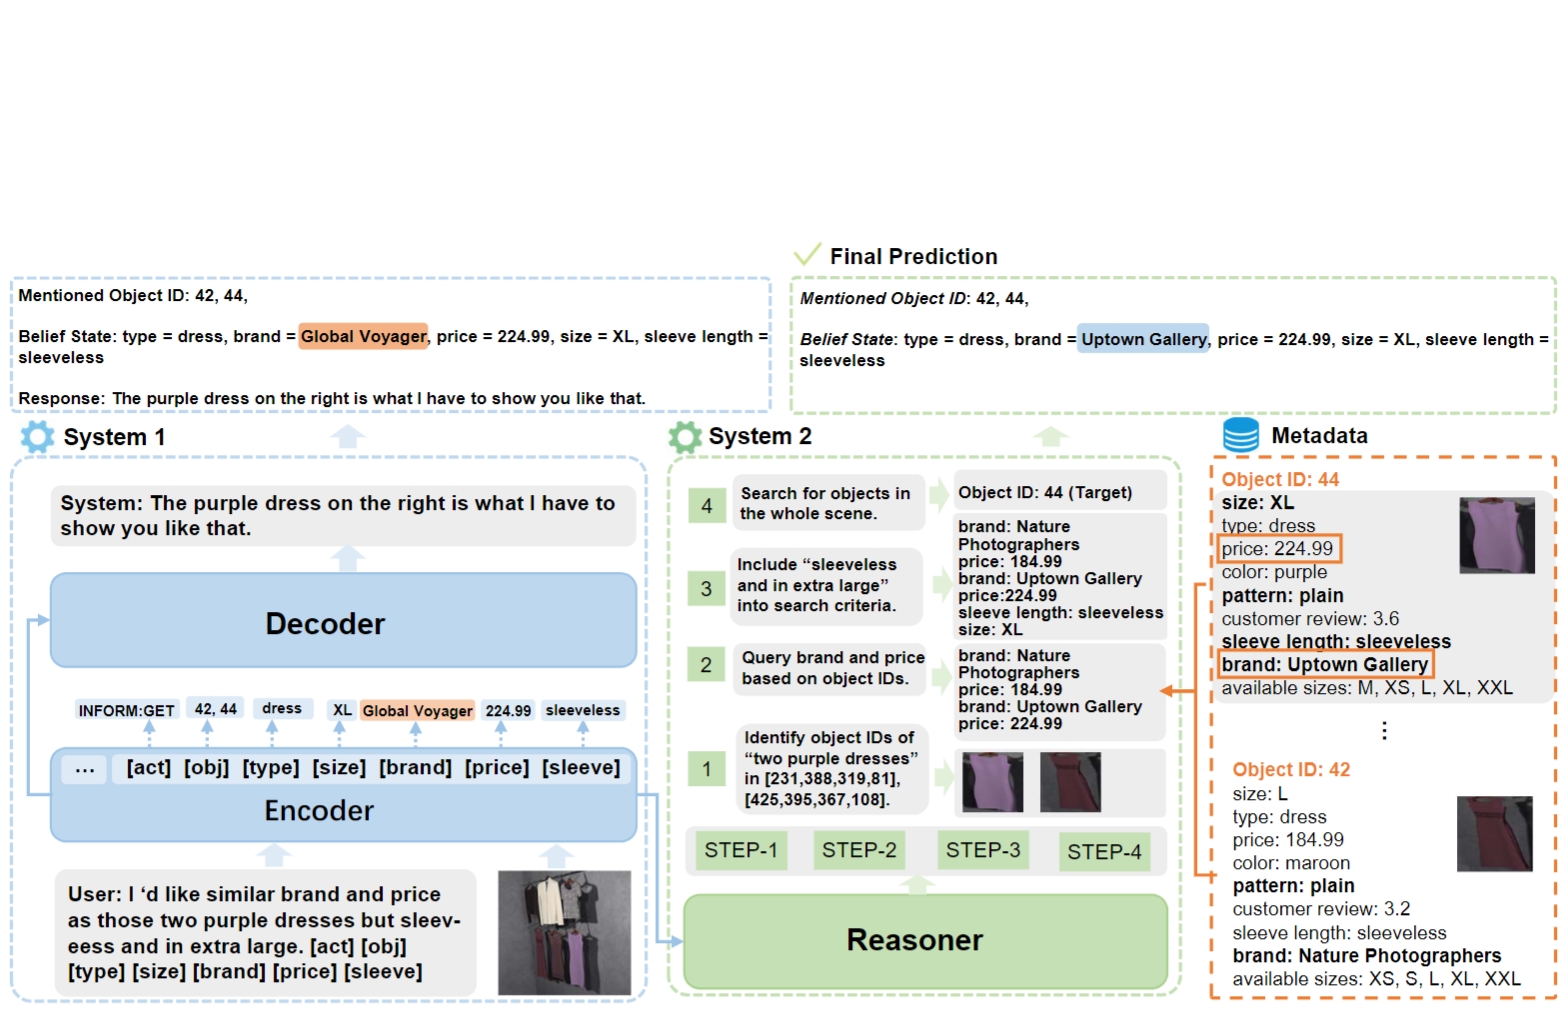 Final Prediction
Mentioned Object ID: 42, 44,
Belief State: type = dress, brand = Global Voyager, price = 224.99, size = XL, sleeve length =
sleeveless
Response: The purple dress on the right is what I have to show you like that.
Mentioned Object ID: 42, 44,
Belief State: type = dress, brand = Uptown Gallery, price = 224.99, size = XL, sleeve length =
sleeveless
System 1
System: The purple dress on the right is what I have to
show you like that.
Decoder
INFORM:GET 42, 44 dress XL Global Voyager 224.99 sleeveless
... [act] [obj] [type] [size] [brand] [price] [sleeve]
Encoder
User: I ‘d like similar brand and price
as those two purple dresses but sleev-
eess and in extra large. [act] [obj]
[type] [size] [brand] [price] [sleeve]
System 2
4
Search for objects in
the whole scene.
Object ID: 44 (Target)
3
Include “sleeveless
and in extra large”
into search criteria.
brand: Nature
Photographers
price: 184.99
brand: Uptown Gallery
price:224.99
sleeve length: sleeveless
size: XL
2
Query brand and price
based on object IDs.
brand: Nature
Photographers
price: 184.99
brand: Uptown Gallery
price: 224.99
1
Identify object IDs of
“two purple dresses”
in [231,388,319,81],
[425,395,367,108].
STEP-1 STEP-2 STEP-3 STEP-4
Reasoner
Metadada
Object ID: 44
size: XL
type: dress
price: 224.99
color: purple
pattern: plain
customer review: 3.6
sleeve length: sleeveless
brand: Uptown Gallery
available sizes: M, XS, L, XL, XXL
⋮
Object ID: 42
size: L
type: dress
price: 184.99
color: maroon
pattern: plain
customer review: 3.2
sleeve length: sleeveless
brand: Nature Photographers
available sizes: XS, S, L, XL, XXL